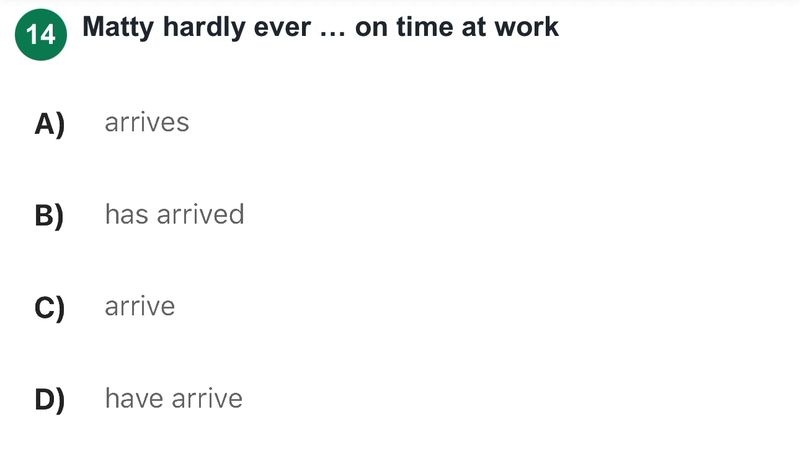 14 Matty hardly ever ... on time at work
A) arrives
B) has arrived
C) arrive
D) have arrive